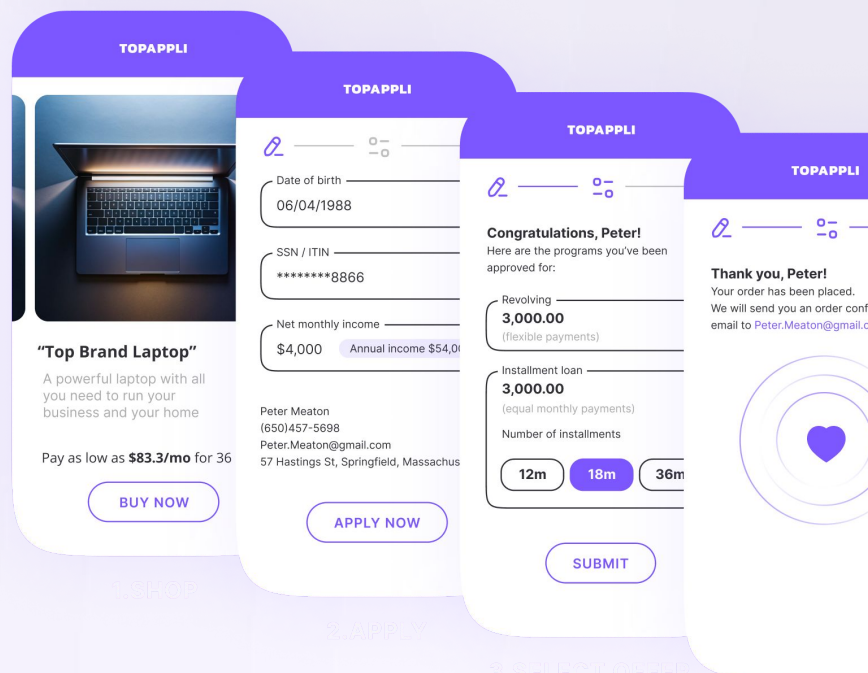 TOPAPPLI
“Top Brand Laptop”
A powerful laptop with all
you need to run your
business and your home
Pay as low as $83.3/mo for 36
BUY NOW
1. SHOP
TOPAPPLI
Date of birth
06/04/1988
SSN / ITIN
********8866
Net monthly income
$4,000
Annual income $54,00
Peter Meaton
(650)457-5698
Peter.Meaton@gmail.com
57 Hastings St, Springfield, Massachus
APPLY NOW
2. APPLY
TOPAPPLI
Congratulations, Peter!
Here are the programs you’ve been
approved for:
Revolving
3,000.00
(flexible payments)
Installment loan
3,000.00
(equal monthly payments)
Number of installments
12m 18m 36m
SUBMIT
TOPAPPLI
Thank you, Peter!
Your order has been placed.
We will send you an order conf
email to Peter.Meaton@gmail.c